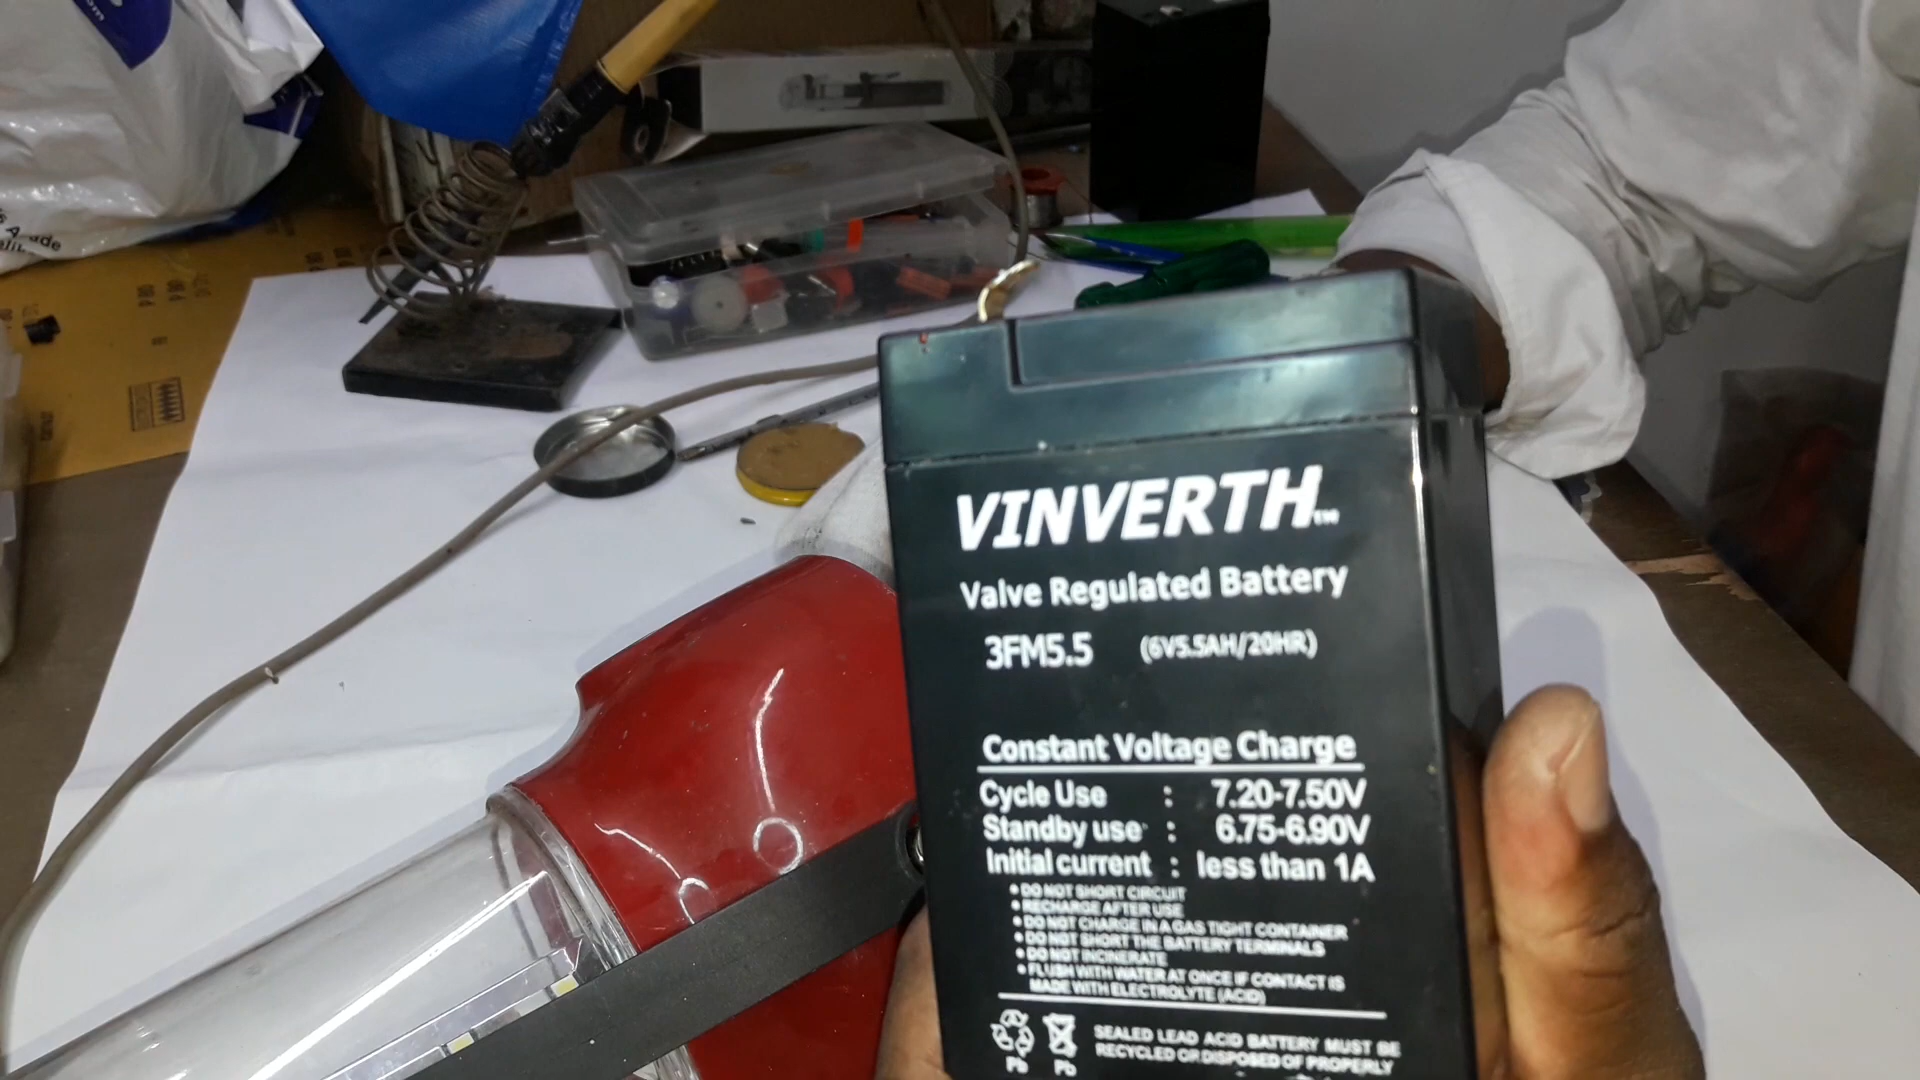 VINVERTH™
Valve Regulated Battery
3FM5.5 (6V5.5AH/20HR)
Constant Voltage Charge
Cycle Use : 7.20-7.50V
Standby use : 6.75-6.90V
Initial current : less than 1A
• DO NOT SHORT CIRCUIT
• RECHARGE AFTER USE
• DO NOT CHARGE IN A GAS TIGHT CONTAINER
• DO NOT SHORT THE BATTERY TERMINALS
• DO NOT INCINERATE
• FLUSH WITH WATER AT ONCE IF CONTACT IS
MADE WITH ELECTROLYTE (ACID)
Pb Pb
SEALED LEAD ACID BATTERY MUST BE
RECYCLED OR DISPOSED OF PROPERLY